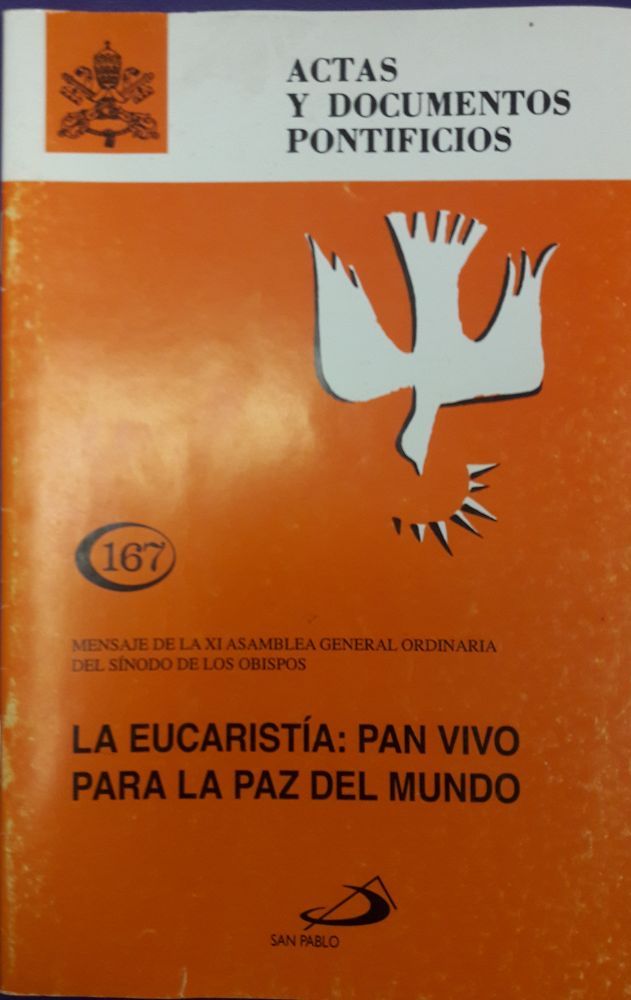 ACTAS
Y DOCUMENTOS
PONTIFICIOS
167
MENSAJE DE LA XI ASAMBLEA GENERAL ORDINARIA
DEL SÍNODO DE LOS OBISPOS
LA EUCARISTÍA: PAN VIVO
PARA LA PAZ DEL MUNDO
SAN PABLO